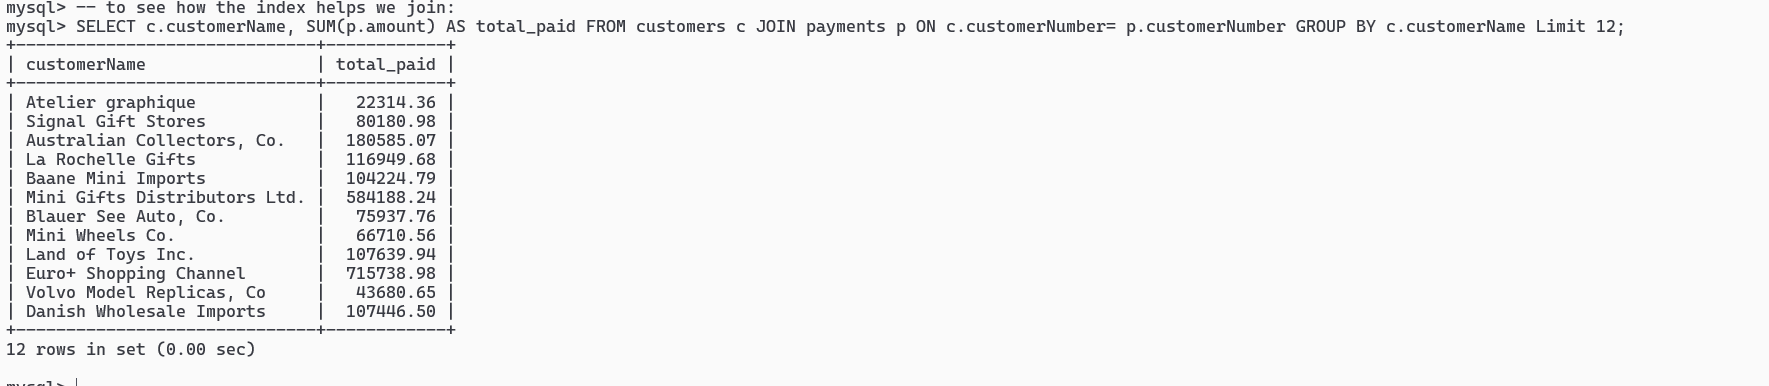 mysql> -- to see how the index helps we join:
mysql> SELECT c.customerName, SUM(p.amount) AS total_paid FROM customers c JOIN payments p ON c.customerNumber= p.customerNumber GROUP BY c.customerName Limit 12;
+------------------------------+------------+
| customerName                 | total_paid |
+------------------------------+------------+
| Atelier graphique            |   22314.36 |
| Signal Gift Stores           |   80180.98 |
| Australian Collectors, Co.   |  180585.07 |
| La Rochelle Gifts            |  116949.68 |
| Baane Mini Imports           |  104224.79 |
| Mini Gifts Distributors Ltd. |  584188.24 |
| Blauer See Auto, Co.         |   75937.76 |
| Mini Wheels Co.              |   66710.56 |
| Land of Toys Inc.            |  107639.94 |
| Euro+ Shopping Channel       |  715738.98 |
| Volvo Model Replicas, Co     |   43680.65 |
| Danish Wholesale Imports     |  107446.50 |
+------------------------------+------------+
12 rows in set (0.00 sec)
mysql>